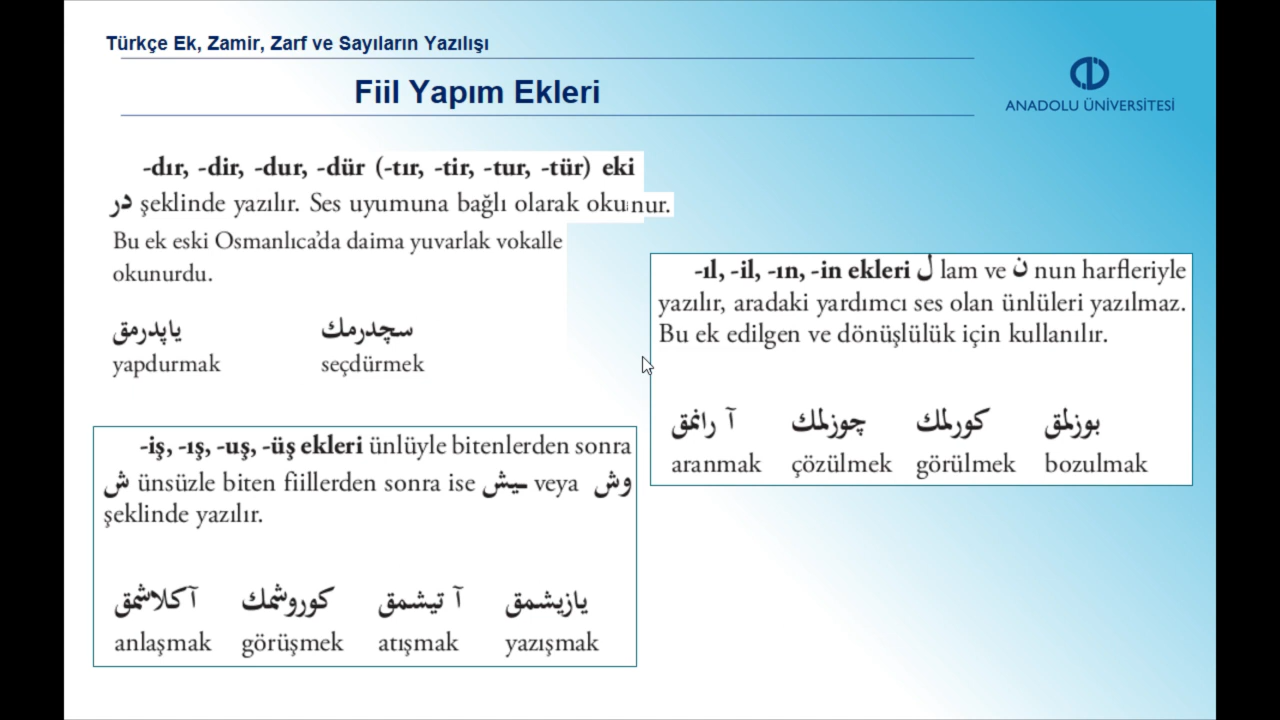 Türkçe Ek, Zamir, Zarf ve Sayıların Yazılışı
Fiil Yapım Ekleri
ANADOLU ÜNİVERSİTESİ
-dır, -dir, -dur, -dür (-tır, -tir, -tur, -tür) eki
در şeklinde yazılır. Ses uyumuna bağlı olarak okunur.
Bu ek eski Osmanlıca’da daima yuvarlak vokalle
okunurdu.
ياپدرمق سچدرمك
yapdurmak seçdürmek
-iş, -ış, -uş, -üş ekleri ünlüyle bitenlerden sonra
ش ünsüzle biten fiillerden sonra ise ـيش veya وش
şeklinde yazılır.
آكلاشمق كوروشمك آتيشمق يازيشمق
anlaşmak görüşmek atışmak yazışmak
-ıl, -il, -ın, -in ekleri ل lam ve ن nun harfleriyle
yazılır, aradaki yardımcı ses olan ünlüleri yazılmaz.
Bu ek edilgen ve dönüşlülük için kullanılır.
آرانمق چوزلمك كورلمك بوزلمق
aranmak çözülmek görülmek bozulmak